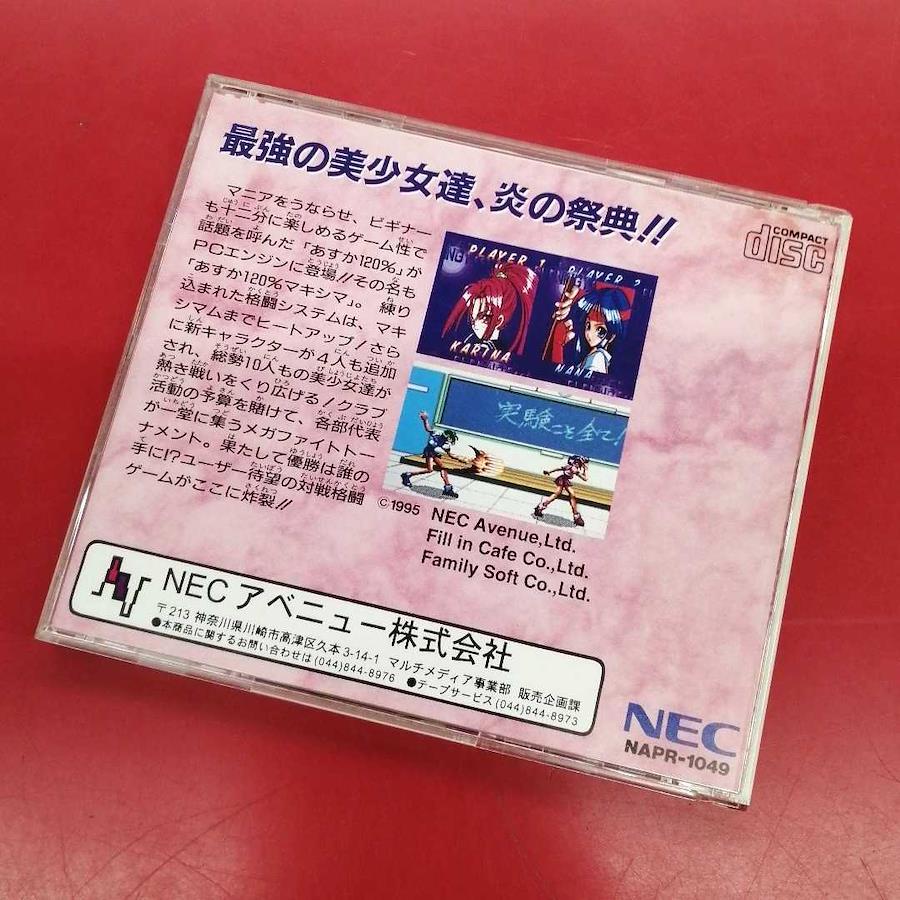 最強の美少女達、炎の祭典!!
COMPACT
disc
マニアをうならせ、ビギナー
も十二分に楽しめるゲーム性で
話題を呼んだ「あすか120%」が
PCエンジンに登場!!その名も
「あすか120%マキシマ」。練り
込まれた格闘システムは、マキ
シマムまでヒートアップ!さら
に新キャラクターが4人も追加
され、総勢10人もの美少女達が
熱き戦いをくり広げる!クラブ
活動の予算を賭けて、各部代表
が一堂に集うメガファイトトー
ナメント。果たして優勝は誰の
手に!?ユーザー待望の対戦格闘
ゲームがここに炸裂!!
PLAYER 1
PLAYER 2
KARINA
NANA
実験こそ全て!
©1995 NEC Avenue,Ltd.
Fill in Cafe Co.,Ltd.
Family Soft Co.,Ltd.
NECアベニュー株式会社
〒213 神奈川県川崎市高津区久本3-14-1 マルチメディア事業部 販売企画課
●本商品に関するお問い合わせは(044)844-8976 ●テープサービス(044)844-8973
NEC
NAPR-1049